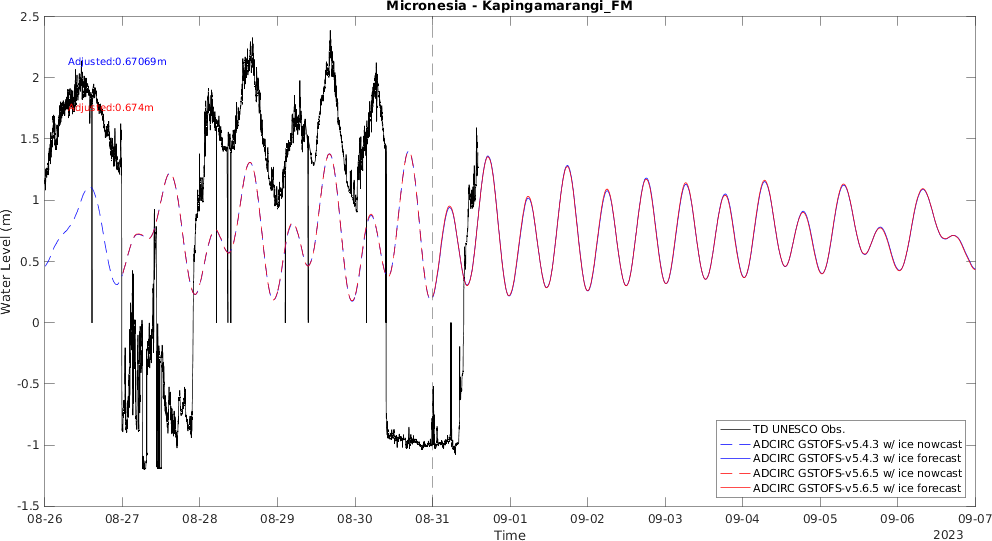 Micronesia - Kapingamarangi_FM
2.5
2
1.5
1
0.5
0
-0.5
-1
-1.5
Water Level (m)
Adjusted:0.67069m
Adjusted:0.674m
TD UNESCO Obs.
ADCIRC GSTOFS-v5.4.3 w/ ice nowcast
ADCIRC GSTOFS-v5.4.3 w/ ice forecast
ADCIRC GSTOFS-v5.6.5 w/ ice nowcast
ADCIRC GSTOFS-v5.6.5 w/ ice forecast
08-26 08-27 08-28 08-29 08-30 08-31 09-01 09-02 09-03 09-04 09-05 09-06 09-07
Time
2023